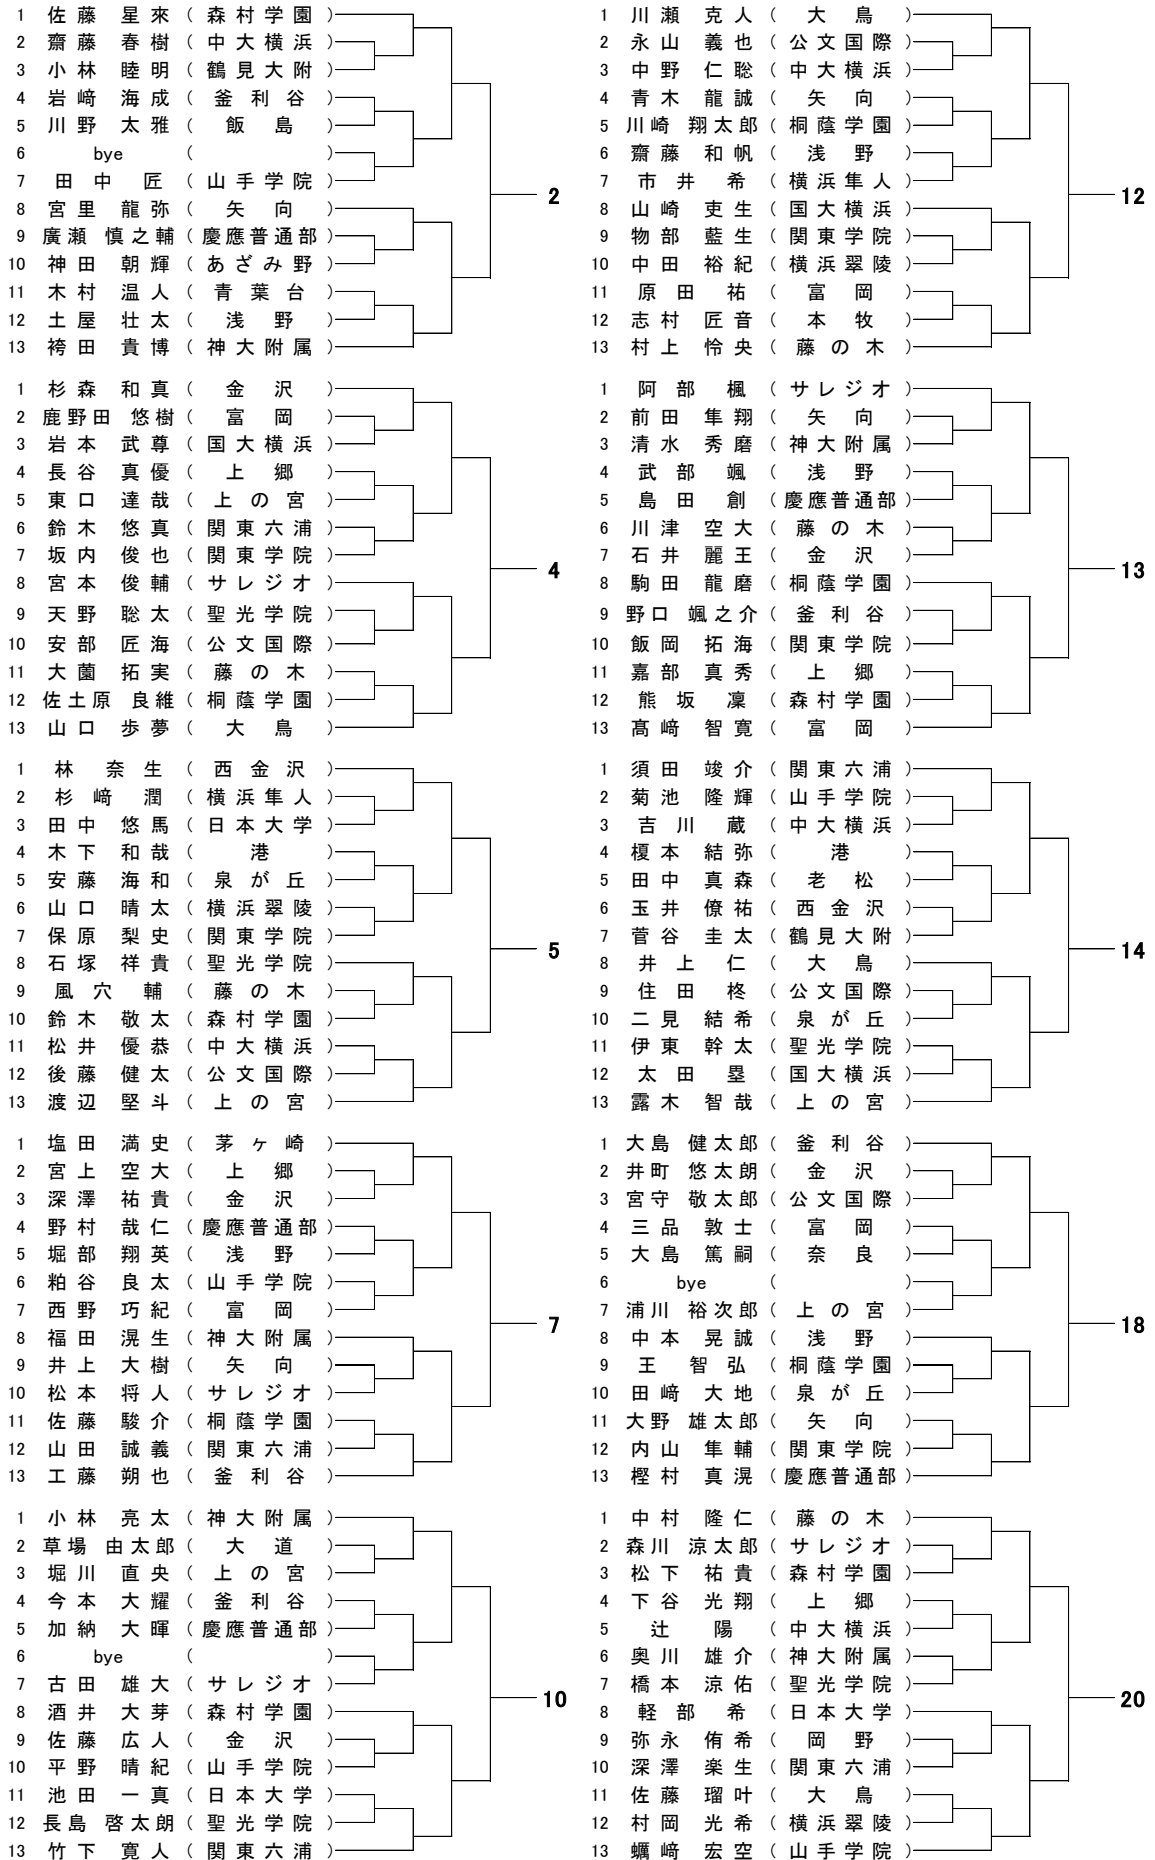 1 佐藤 星來 ( 森村学園 )
2 齋藤 春樹 ( 中大横浜 )
3 小林 睦明 ( 鶴見大附 )
4 岩﨑 海成 ( 釜利谷 )
5 川野 太雅 ( 飯島 )
6 bye ( )
7 田中 匠 ( 山手学院 )
8 宮里 龍弥 ( 矢向 )
9 廣瀬 慎之輔 ( 慶應普通部 )
10 神田 朝輝 ( あざみ野 )
11 木村 温人 ( 青葉台 )
12 土屋 壮太 ( 浅野 )
13 袴田 貴博 ( 神大附属 )
2
1 杉森 和真 ( 金沢 )
2 鹿野田 悠樹 ( 富岡 )
3 岩本 武尊 ( 国大横浜 )
4 長谷 真優 ( 上郷 )
5 東口 達哉 ( 上の宮 )
6 鈴木 悠真 ( 関東六浦 )
7 坂内 俊也 ( 関東学院 )
8 宮本 俊輔 ( サレジオ )
9 天野 聡太 ( 聖光学院 )
10 安部 匠海 ( 公文国際 )
11 大薗 拓実 ( 藤の木 )
12 佐土原 良維 ( 桐蔭学園 )
13 山口 歩夢 ( 大鳥 )
4
1 林 奈生 ( 西金沢 )
2 杉﨑 潤 ( 横浜隼人 )
3 田中 悠馬 ( 日本大学 )
4 木下 和哉 ( 港 )
5 安藤 海和 ( 泉が丘 )
6 山口 晴太 ( 横浜翠陵 )
7 保原 梨史 ( 関東学院 )
8 石塚 祥貴 ( 聖光学院 )
9 風穴 輔 ( 藤の木 )
10 鈴木 敬太 ( 森村学園 )
11 松井 優恭 ( 中大横浜 )
12 後藤 健太 ( 公文国際 )
13 渡辺 堅斗 ( 上の宮 )
5
1 塩田 満史 ( 茅ヶ崎 )
2 宮上 空大 ( 上郷 )
3 深澤 祐貴 ( 金沢 )
4 野村 哉仁 ( 慶應普通部 )
5 堀部 翔英 ( 浅野 )
6 粕谷 良太 ( 山手学院 )
7 西野 巧紀 ( 富岡 )
8 福田 滉生 ( 神大附属 )
9 井上 大樹 ( 矢向 )
10 松本 将人 ( サレジオ )
11 佐藤 駿介 ( 桐蔭学園 )
12 山田 誠義 ( 関東六浦 )
13 工藤 朔也 ( 釜利谷 )
7
1 小林 亮太 ( 神大附属 )
2 草場 由太郎 ( 大道 )
3 堀川 直央 ( 上の宮 )
4 今本 大耀 ( 釜利谷 )
5 加納 大暉 ( 慶應普通部 )
6 bye ( )
7 古田 雄大 ( サレジオ )
8 酒井 大芽 ( 森村学園 )
9 佐藤 広人 ( 金沢 )
10 平野 晴紀 ( 山手学院 )
11 池田 一真 ( 日本大学 )
12 長島 啓太朗 ( 聖光学院 )
13 竹下 寛人 ( 関東六浦 )
10
1 川瀬 克人 ( 大鳥 )
2 永山 義也 ( 公文国際 )
3 中野 仁聡 ( 中大横浜 )
4 青木 龍誠 ( 矢向 )
5 川崎 翔太郎 ( 桐蔭学園 )
6 齋藤 和帆 ( 浅野 )
7 市井 希 ( 横浜隼人 )
8 山崎 吏生 ( 国大横浜 )
9 物部 藍生 ( 関東学院 )
10 中田 裕紀 ( 横浜翠陵 )
11 原田 祐 ( 富岡 )
12 志村 匠音 ( 本牧 )
13 村上 怜央 ( 藤の木 )
12
1 阿部 楓 ( サレジオ )
2 前田 隼翔 ( 矢向 )
3 清水 秀磨 ( 神大附属 )
4 武部 颯 ( 浅野 )
5 島田 創 ( 慶應普通部 )
6 川津 空大 ( 藤の木 )
7 石井 麗王 ( 金沢 )
8 駒田 龍磨 ( 桐蔭学園 )
9 野口 颯之介 ( 釜利谷 )
10 飯岡 拓海 ( 関東学院 )
11 嘉部 真秀 ( 上郷 )
12 熊坂 凜 ( 森村学園 )
13 髙﨑 智寛 ( 富岡 )
13
1 須田 竣介 ( 関東六浦 )
2 菊池 隆輝 ( 山手学院 )
3 吉川 蔵 ( 中大横浜 )
4 榎本 結弥 ( 港 )
5 田中 真森 ( 老松 )
6 玉井 僚祐 ( 西金沢 )
7 菅谷 圭太 ( 鶴見大附 )
8 井上 仁 ( 大鳥 )
9 住田 柊 ( 公文国際 )
10 二見 結希 ( 泉が丘 )
11 伊東 幹太 ( 聖光学院 )
12 太田 塁 ( 国大横浜 )
13 露木 智哉 ( 上の宮 )
14
1 大島 健太郎 ( 釜利谷 )
2 井町 悠太朗 ( 金沢 )
3 宮守 敬太郎 ( 公文国際 )
4 三品 敦士 ( 富岡 )
5 大島 篤嗣 ( 奈良 )
6 bye ( )
7 浦川 裕次郎 ( 上の宮 )
8 中本 晃誠 ( 浅野 )
9 王 智弘 ( 桐蔭学園 )
10 田﨑 大地 ( 泉が丘 )
11 大野 雄太郎 ( 矢向 )
12 内山 隼輔 ( 関東学院 )
13 樫村 真滉 ( 慶應普通部 )
18
1 中村 隆仁 ( 藤の木 )
2 森川 涼太郎 ( サレジオ )
3 松下 祐貴 ( 森村学園 )
4 下谷 光翔 ( 上郷 )
5 辻 陽 ( 中大横浜 )
6 奥川 雄介 ( 神大附属 )
7 橋本 涼佑 ( 聖光学院 )
8 軽部 希 ( 日本大学 )
9 弥永 侑希 ( 岡野 )
10 深澤 楽生 ( 関東六浦 )
11 佐藤 瑠叶 ( 大鳥 )
12 村岡 光希 ( 横浜翠陵 )
13 蠣﨑 宏空 ( 山手学院 )
20